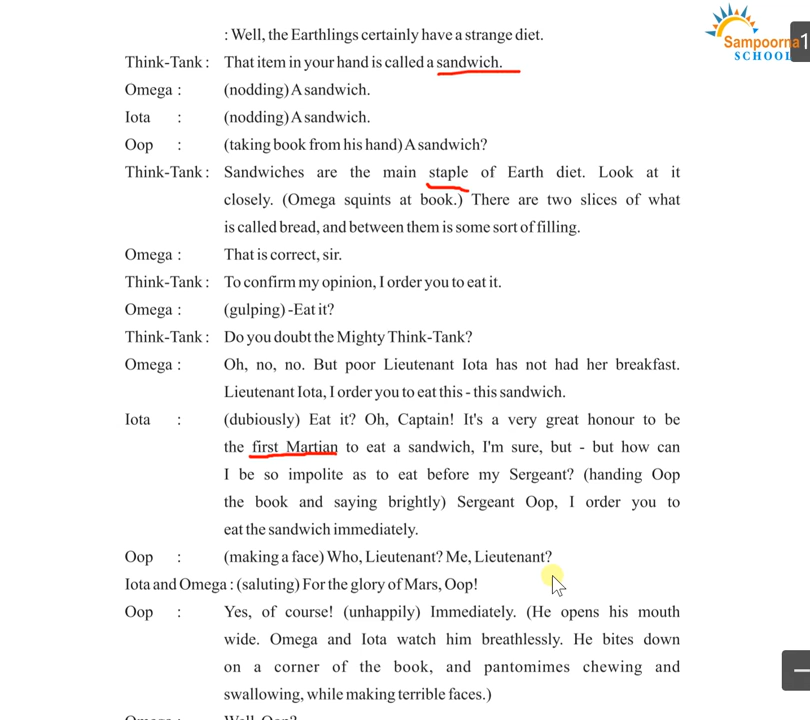 : Well, the Earthlings certainly have a strange diet.
Sampoorna
1
SCHOOL
Think-Tank : That item in your hand is called a sandwich.
Omega : (nodding) A sandwich.
Iota : (nodding) A sandwich.
Oop : (taking book from his hand) A sandwich?
Think-Tank : Sandwiches are the main staple of Earth diet. Look at it
closely. (Omega squints at book.) There are two slices of what
is called bread, and between them is some sort of filling.
Omega : That is correct, sir.
Think-Tank : To confirm my opinion, I order you to eat it.
Omega : (gulping) -Eat it?
Think-Tank : Do you doubt the Mighty Think-Tank?
Omega : Oh, no, no. But poor Lieutenant Iota has not had her breakfast.
Lieutenant Iota, I order you to eat this - this sandwich.
Iota : (dubiously) Eat it? Oh, Captain! It's a very great honour to be
the first Martian to eat a sandwich, I'm sure, but - but how can
I be so impolite as to eat before my Sergeant? (handing Oop
the book and saying brightly) Sergeant Oop, I order you to
eat the sandwich immediately.
Oop : (making a face) Who, Lieutenant? Me, Lieutenant?
Iota and Omega : (saluting) For the glory of Mars, Oop!
Oop : Yes, of course! (unhappily) Immediately. (He opens his mouth
wide. Omega and Iota watch him breathlessly. He bites down
on a corner of the book, and pantomimes chewing and
swallowing, while making terrible faces.)
Omega : Well, Oop?